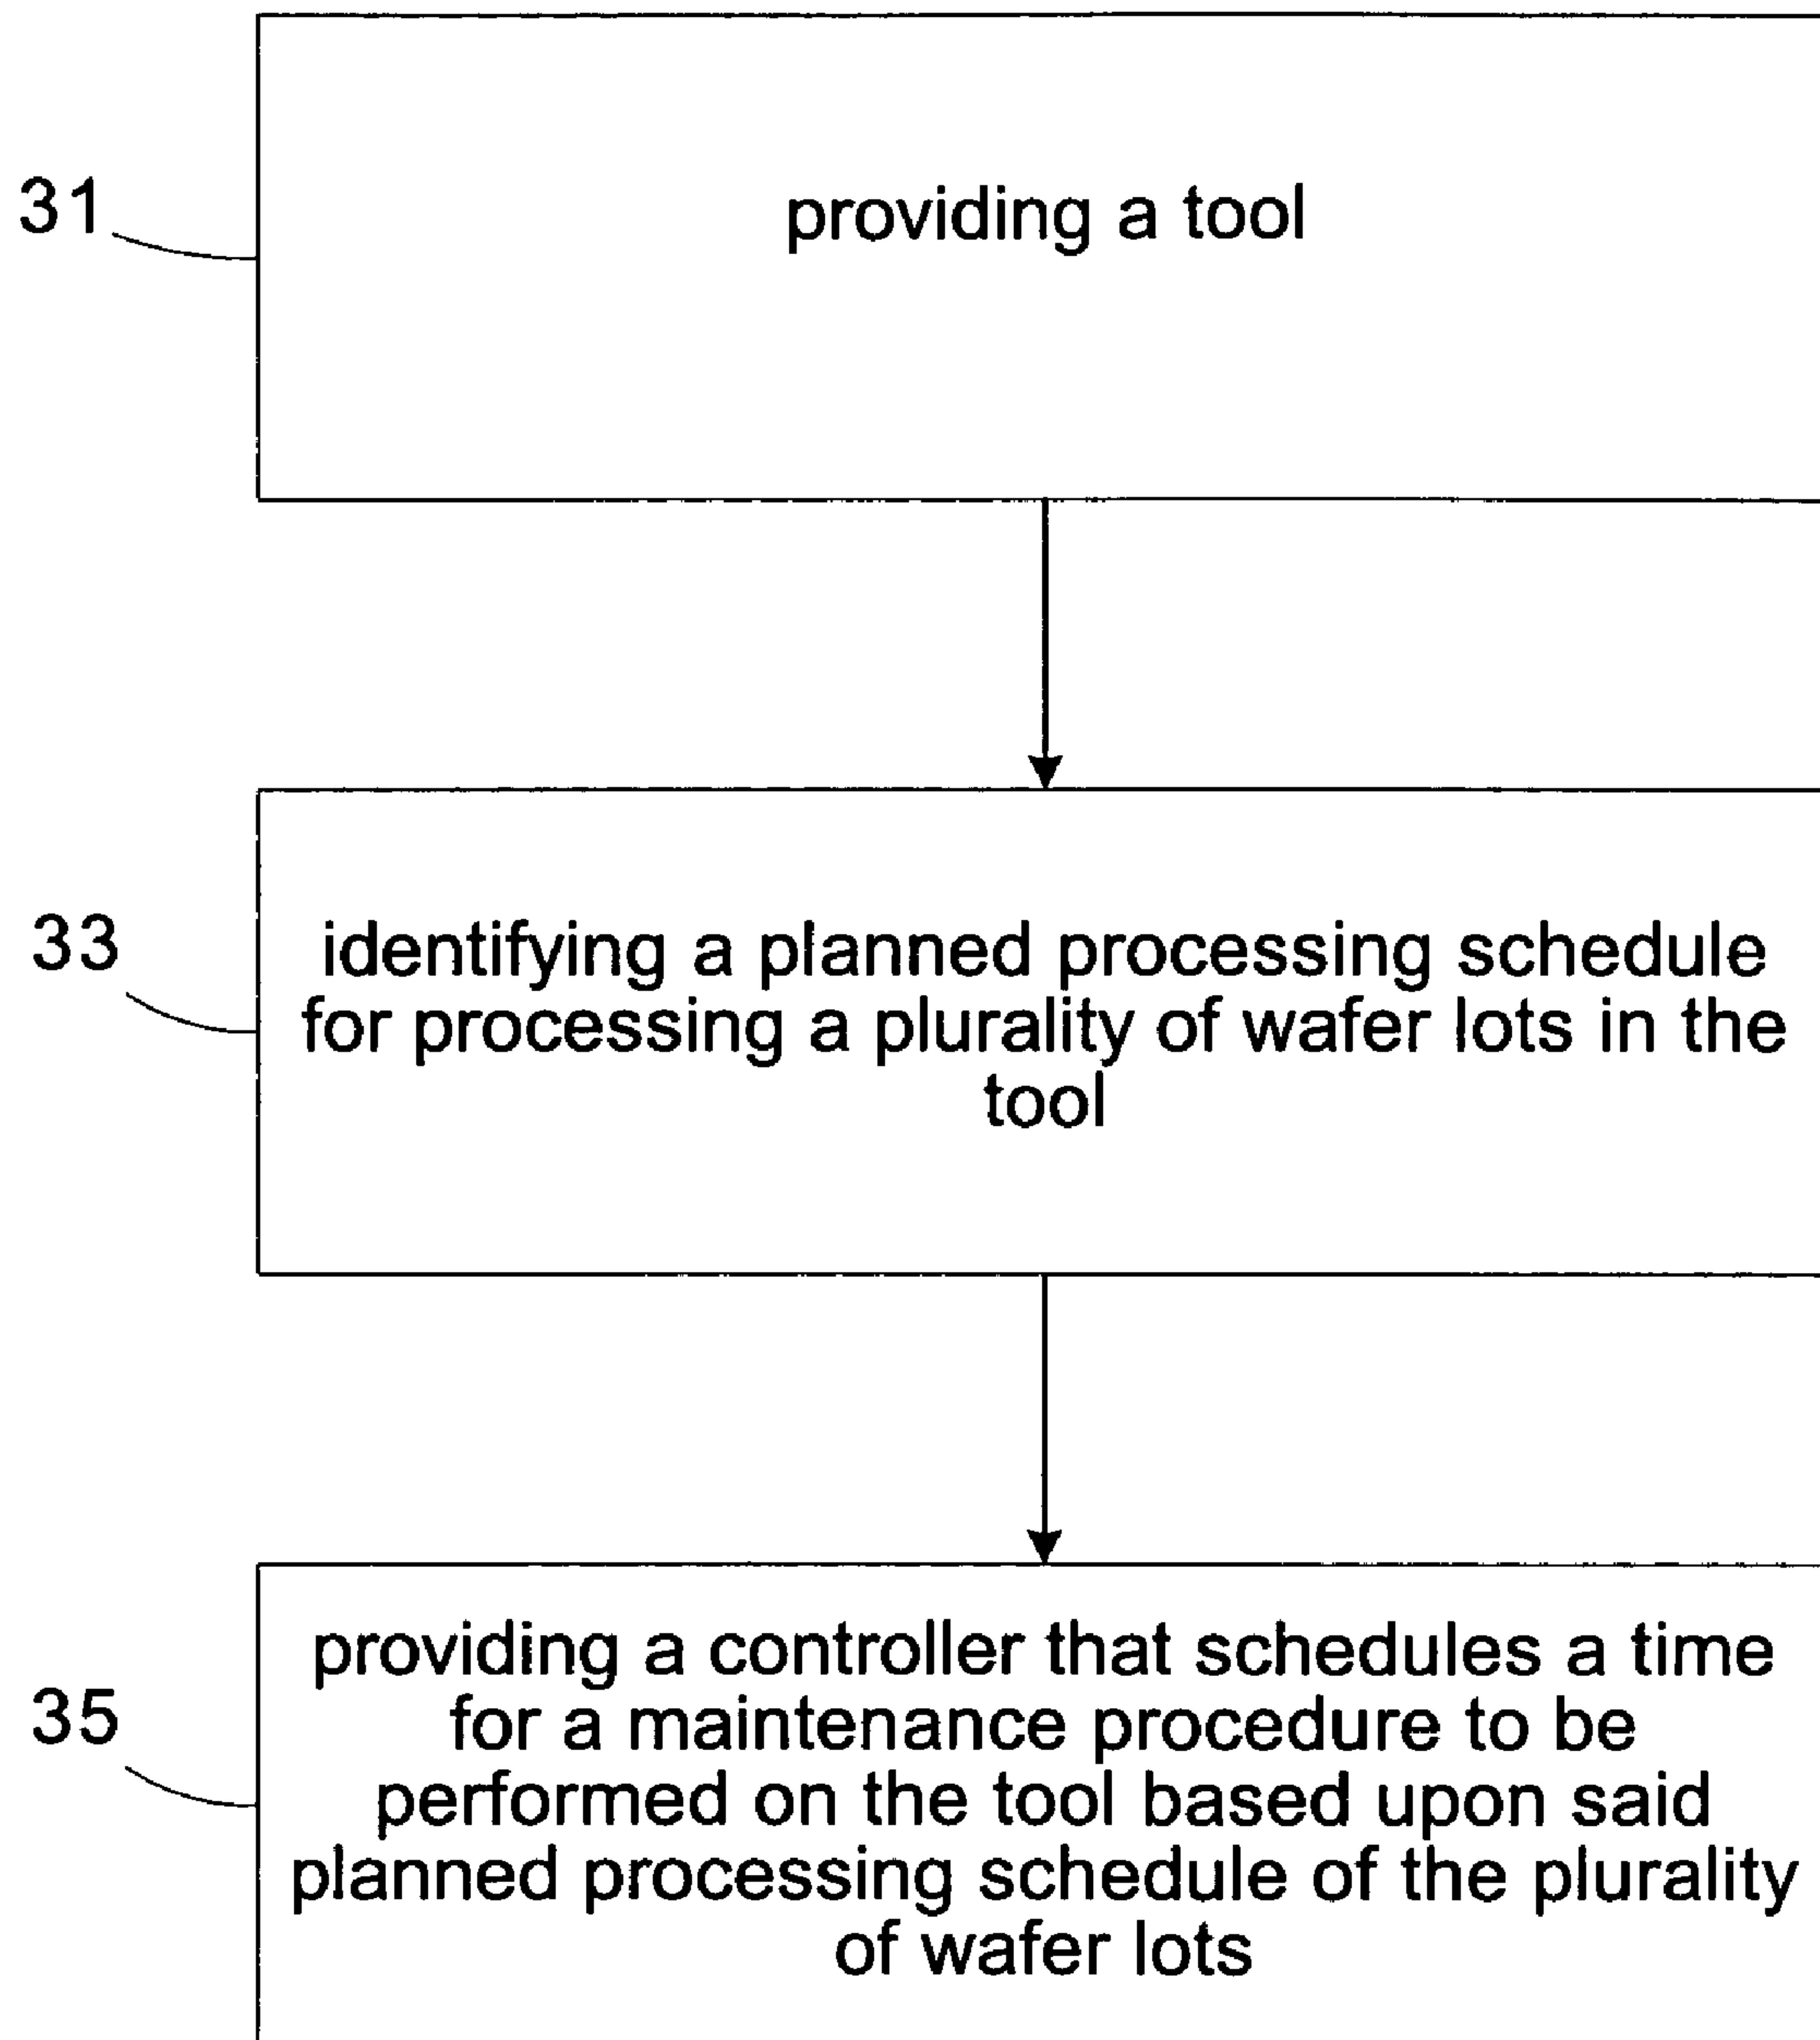 31
providing a tool
33
identifying a planned processing schedule
for processing a plurality of wafer lots in the
tool
35
providing a controller that schedules a time
for a maintenance procedure to be
performed on the tool based upon said
planned processing schedule of the plurality
of wafer lots